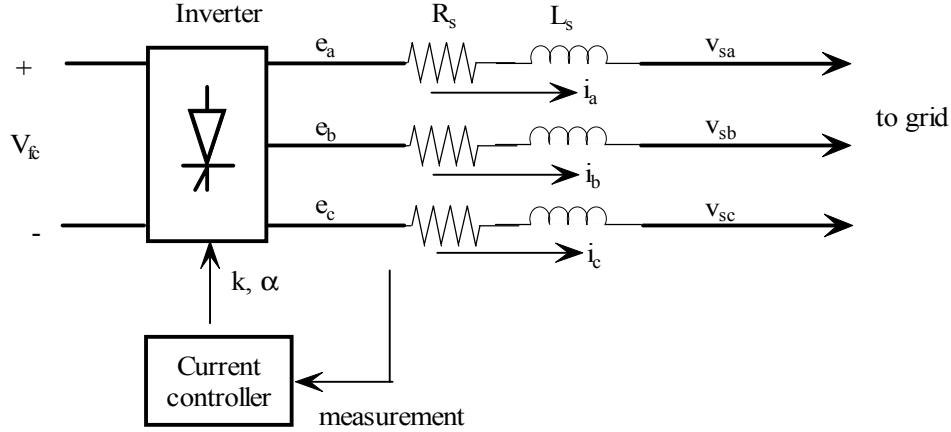 Inverter
R_s
L_s
+
e_a
v_sa
i_a
to grid
V_fc
e_b
v_sb
i_b
-
e_c
v_sc
i_c
k, α
Current
controller
measurement